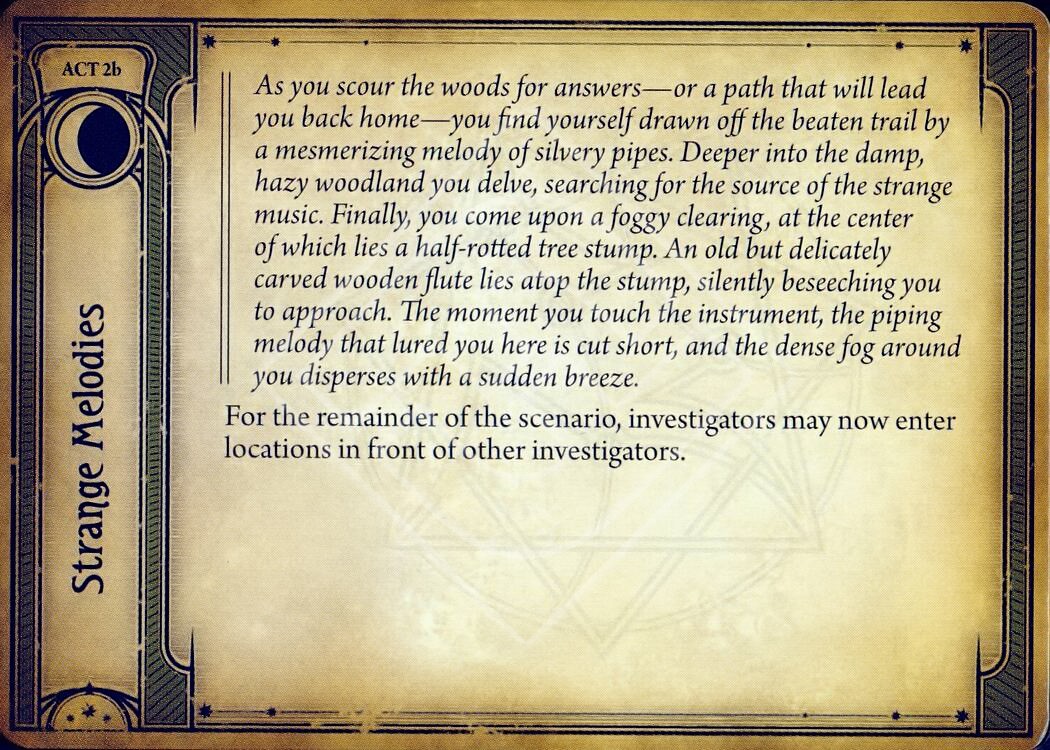 ACT 2b
Strange Melodies
As you scour the woods for answers—or a path that will lead
you back home—you find yourself drawn off the beaten trail by
a mesmerizing melody of silvery pipes. Deeper into the damp,
hazy woodland you delve, searching for the source of the strange
music. Finally, you come upon a foggy clearing, at the center
of which lies a half-rotted tree stump. An old but delicately
carved wooden flute lies atop the stump, silently beseeching you
to approach. The moment you touch the instrument, the piping
melody that lured you here is cut short, and the dense fog around
you disperses with a sudden breeze.
For the remainder of the scenario, investigators may now enter
locations in front of other investigators.